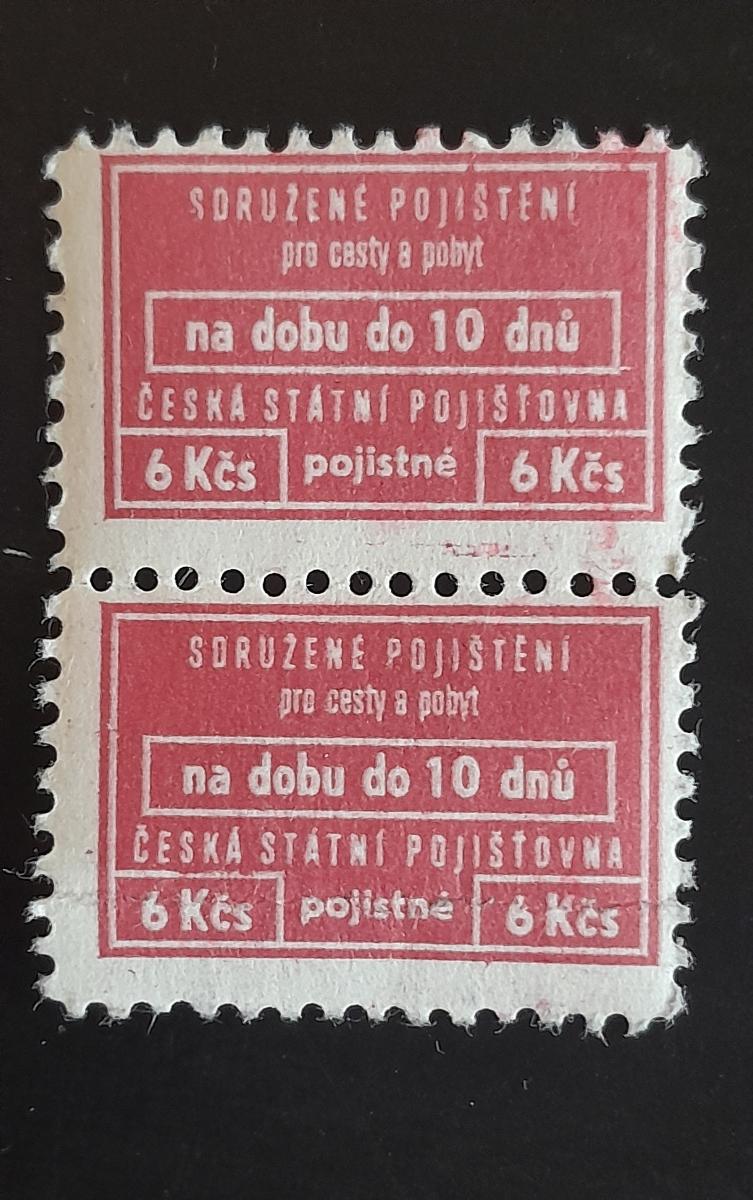 SDRUŽENÉ POJIŠTĚNÍ
pro cesty a pobyt
na dobu do 10 dnů
ČESKÁ STÁTNÍ POJIŠŤOVNA
6 Kčs pojistné 6 Kčs
SDRUŽENÉ POJIŠTĚNÍ
pro cesty a pobyt
na dobu do 10 dnů
ČESKÁ STÁTNÍ POJIŠŤOVNA
6 Kčs pojistné 6 Kčs